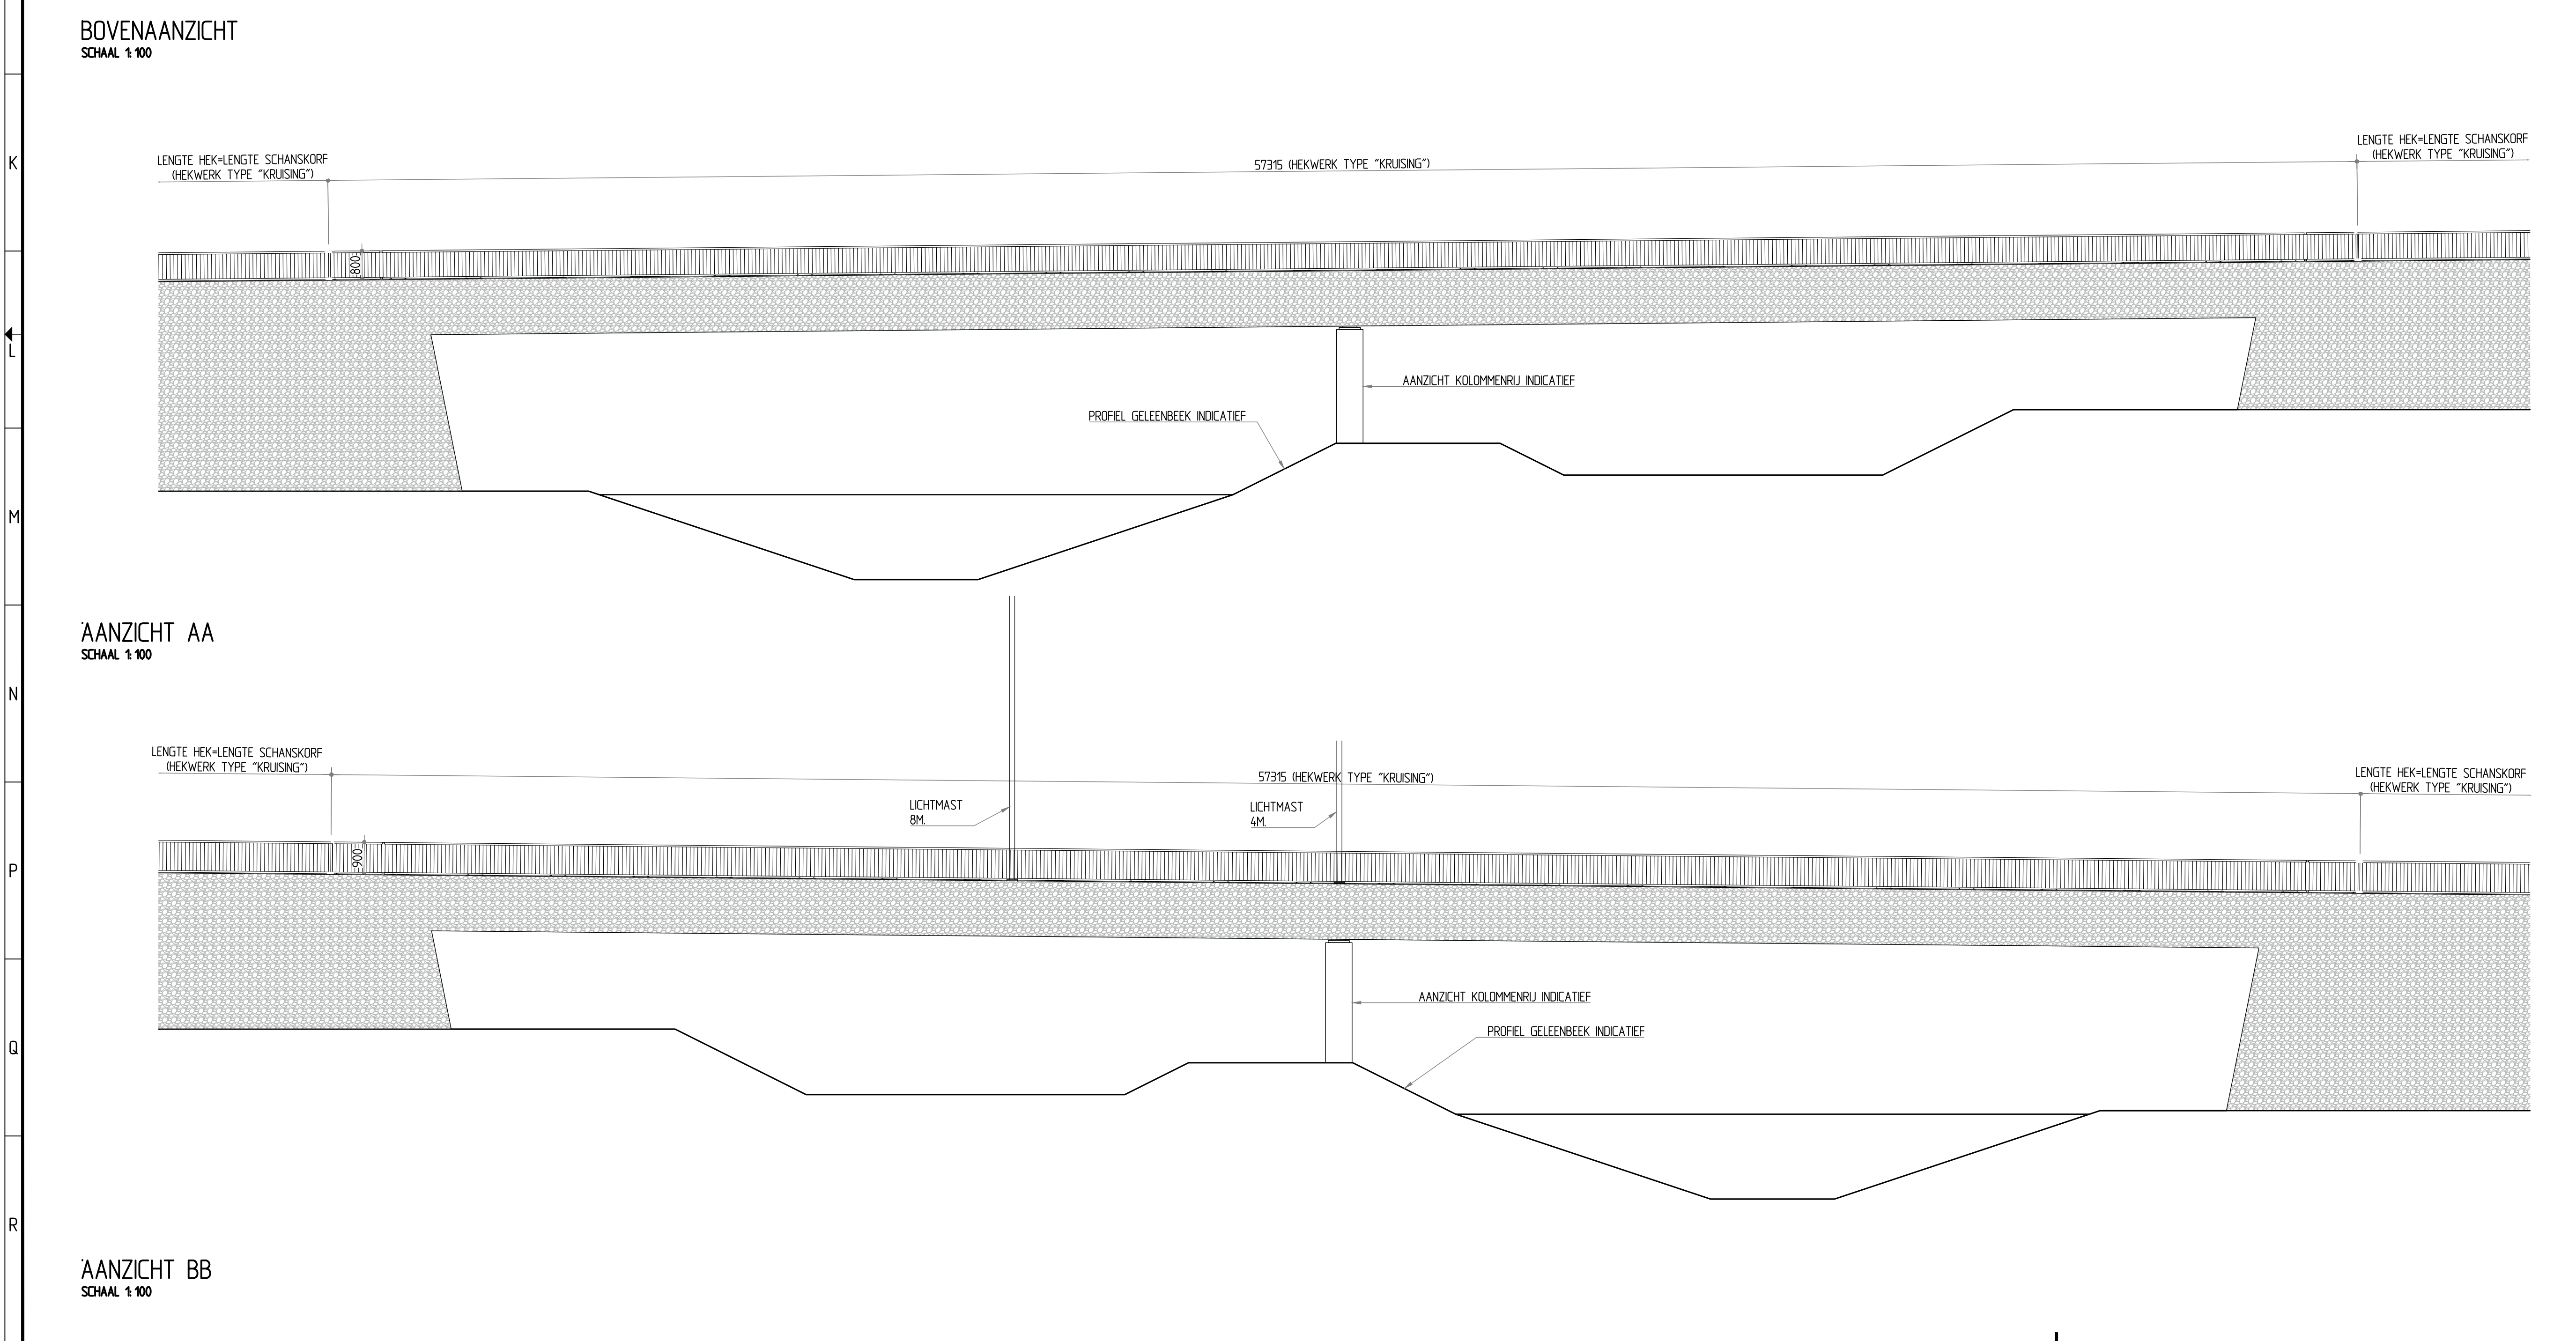 BOVENAANZICHT
SCHAAL 1: 100
K
LENGTE HEK=LENGTE SCHANSKORF
(HEKWERK TYPE "KRUISING")
57315 (HEKWERK TYPE "KRUISING")
LENGTE HEK=LENGTE SCHANSKORF
(HEKWERK TYPE "KRUISING")
800
L
AANZICHT KOLOMMENRIJ INDICATIEF
PROFIEL GELEENBEEK INDICATIEF
M
AANZICHT AA
SCHAAL 1: 100
N
LENGTE HEK=LENGTE SCHANSKORF
(HEKWERK TYPE "KRUISING")
57315 (HEKWERK TYPE "KRUISING")
LENGTE HEK=LENGTE SCHANSKORF
(HEKWERK TYPE "KRUISING")
LICHTMAST
8M.
LICHTMAST
4M.
900
P
AANZICHT KOLOMMENRIJ INDICATIEF
PROFIEL GELEENBEEK INDICATIEF
Q
R
AANZICHT BB
SCHAAL 1: 100